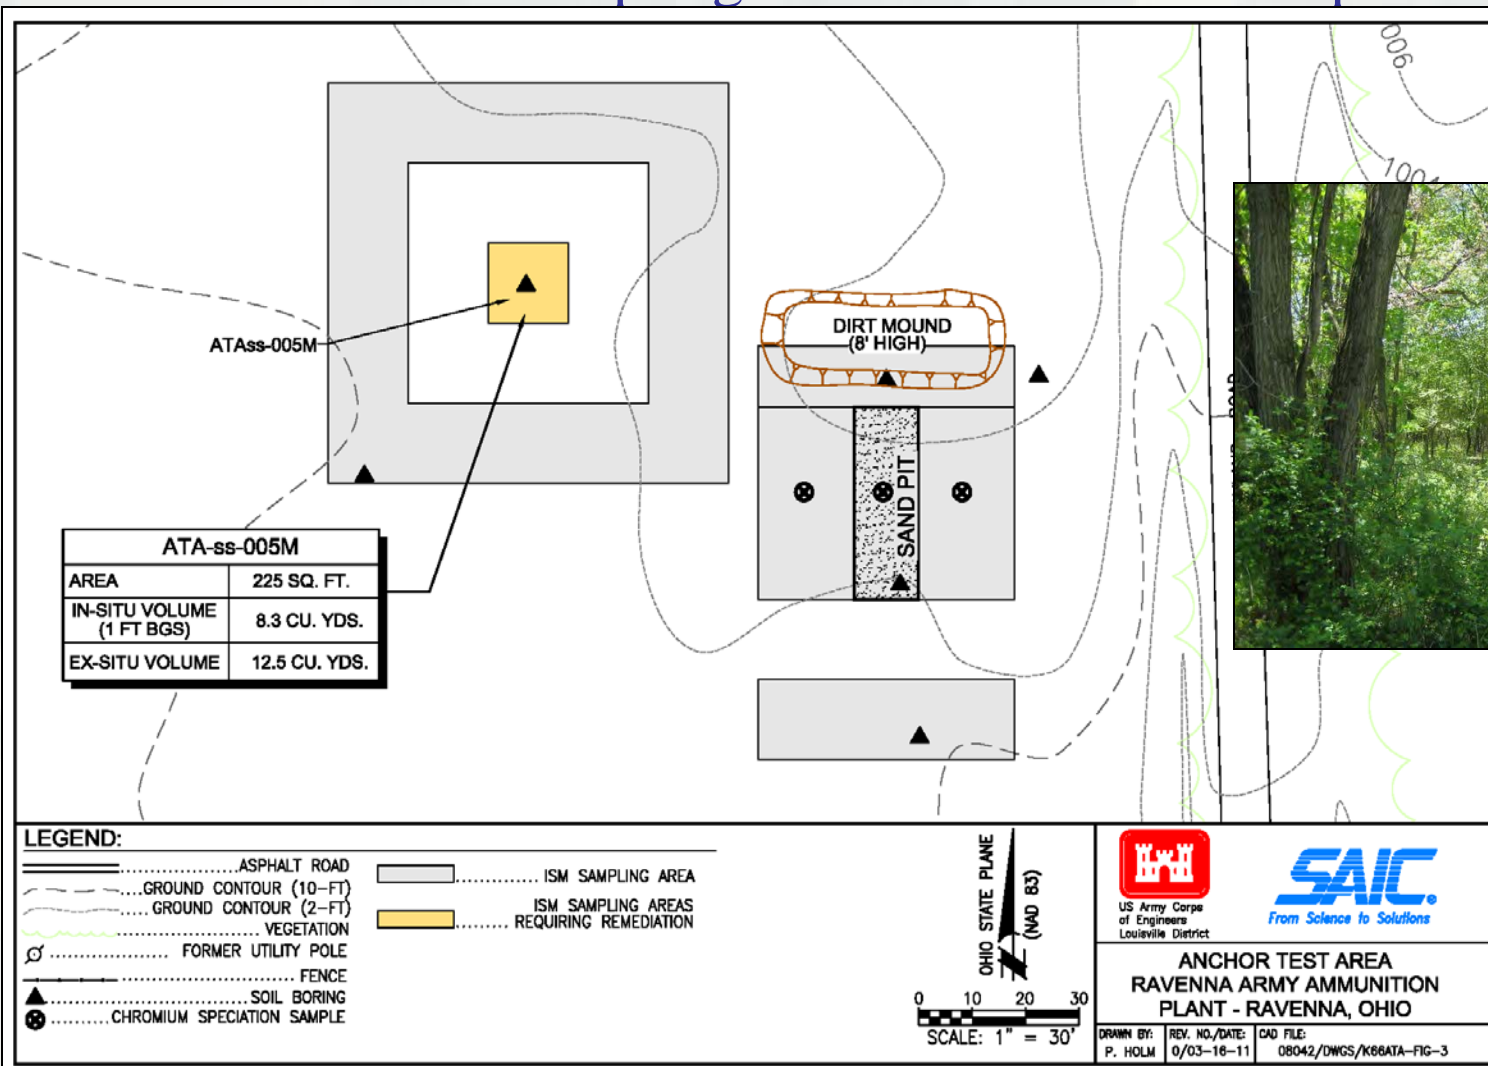 006
1004
DIRT MOUND
(8' HIGH)
ATAss-005M
SAND PIT
ATA-ss-005M
AREA 225 SQ. FT.
IN-SITU VOLUME
(1 FT BGS) 8.3 CU. YDS.
EX-SITU VOLUME 12.5 CU. YDS.
LEGEND:
ASPHALT ROAD
GROUND CONTOUR (10-FT)
GROUND CONTOUR (2-FT)
VEGETATION
FORMER UTILITY POLE
FENCE
SOIL BORING
CHROMIUM SPECIATION SAMPLE
ISM SAMPLING AREA
ISM SAMPLING AREAS
REQUIRING REMEDIATION
OHIO STATE PLANE
(NAD 83)
0 10 20 30
SCALE: 1" = 30'
US Army Corps
of Engineers
Louisville District
SAIC
From Science to Solutions
ANCHOR TEST AREA
RAVENNA ARMY AMMUNITION
PLANT - RAVENNA, OHIO
DRAWN BY: REV. NO./DATE: CAD FILE:
P. HOLM 0/03-16-11 08042/DWGS/K66ATA-FIG-3